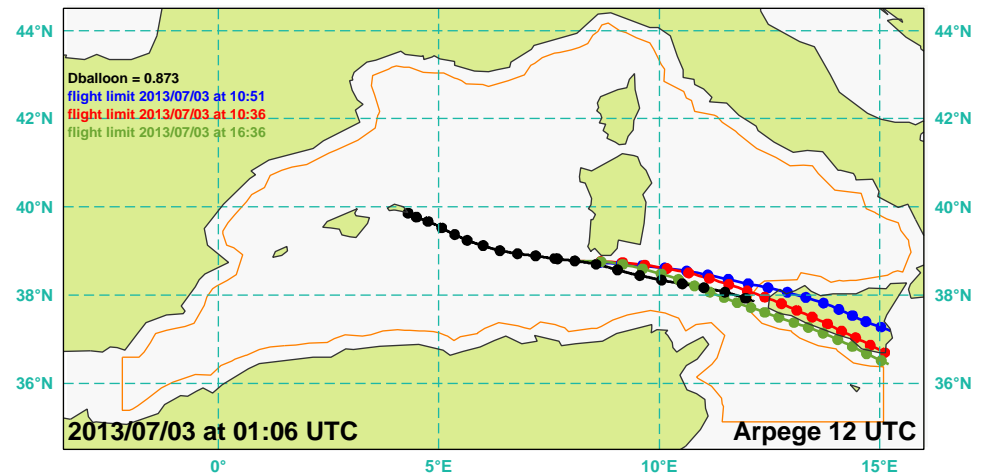 44°N 44°N
Dballoon = 0.873
flight limit 2013/07/03 at 10:51
flight limit 2013/07/03 at 10:36
flight limit 2013/07/03 at 16:36
42°N 42°N
40°N 40°N
38°N 38°N
36°N 36°N
2013/07/03 at 01:06 UTC Arpege 12 UTC
0° 5°E 10°E 15°E